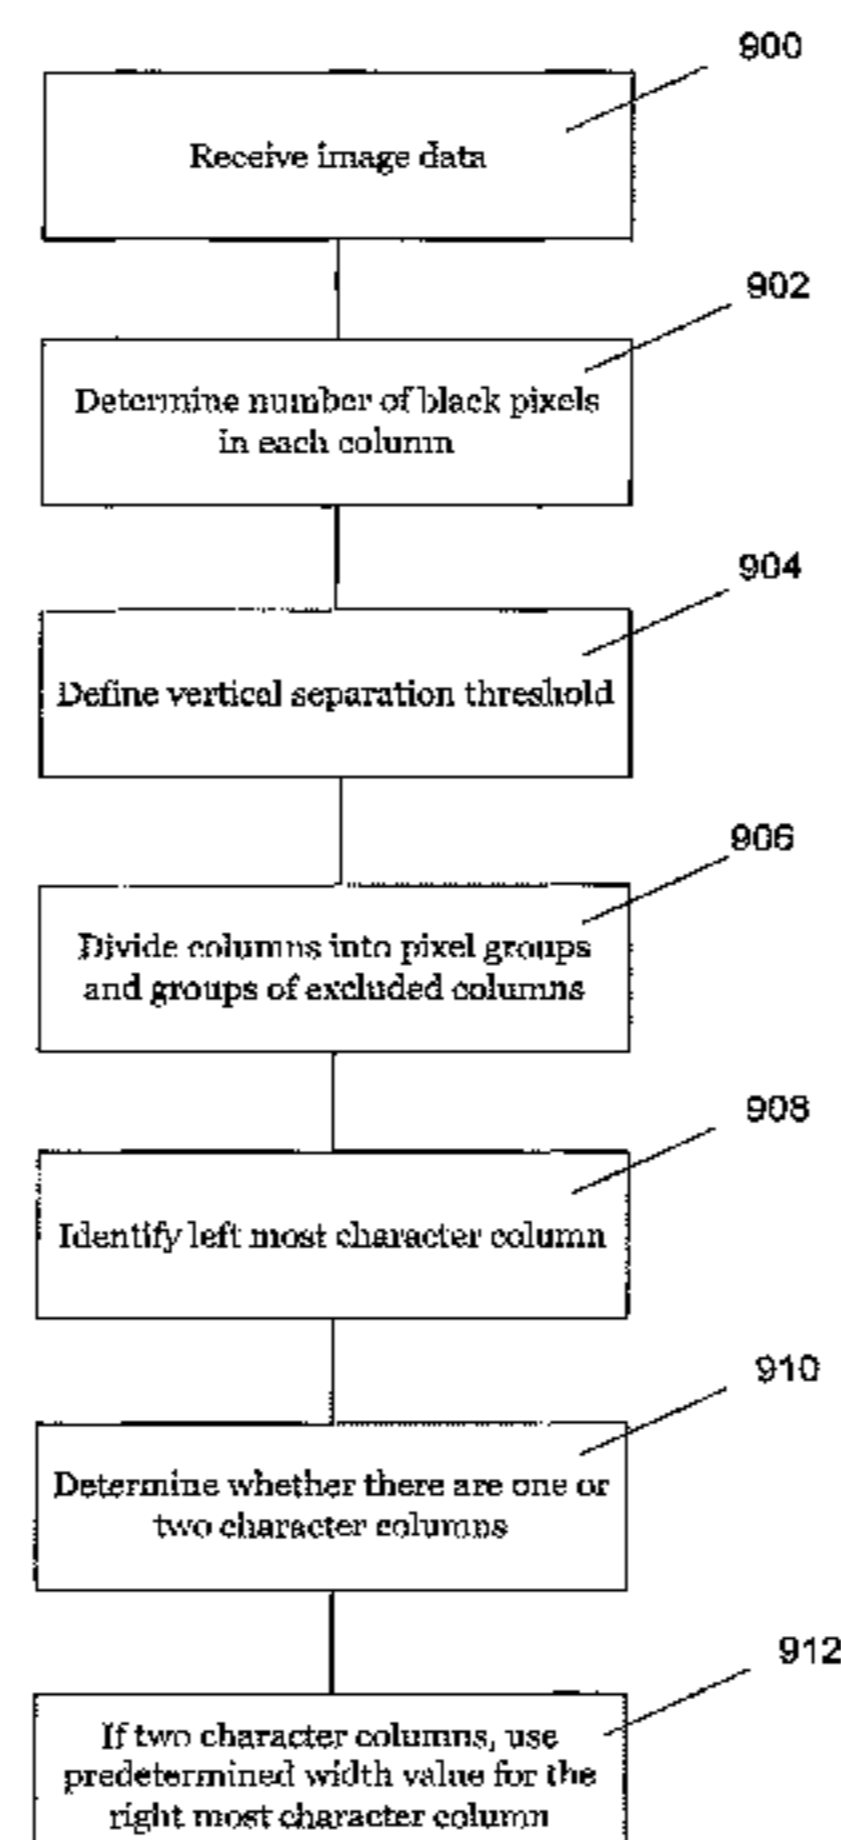 900
Receive image data
902
Determine number of black pixels
in each column
904
Define vertical separation threshold
906
Divide columns into pixel groups
and groups of excluded columns
908
Identify left most character column
910
Determine whether there are one or
two character columns
912
If two character columns, use
predetermined width value for the
right most character column